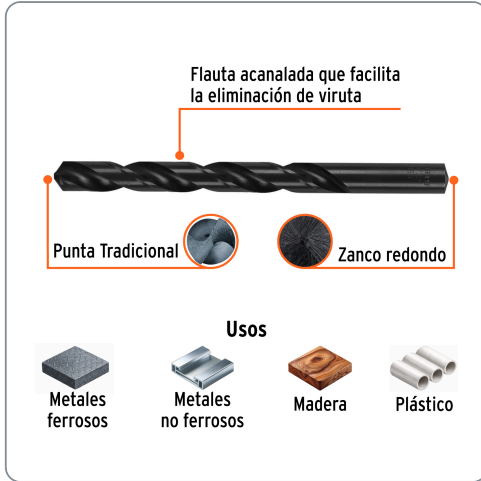 Flauta acanalada que facilita
la eliminación de viruta
Punta Tradicional
Zanco redondo
Usos
Metales
ferrosos
Metales
no ferrosos
Madera
Plástico